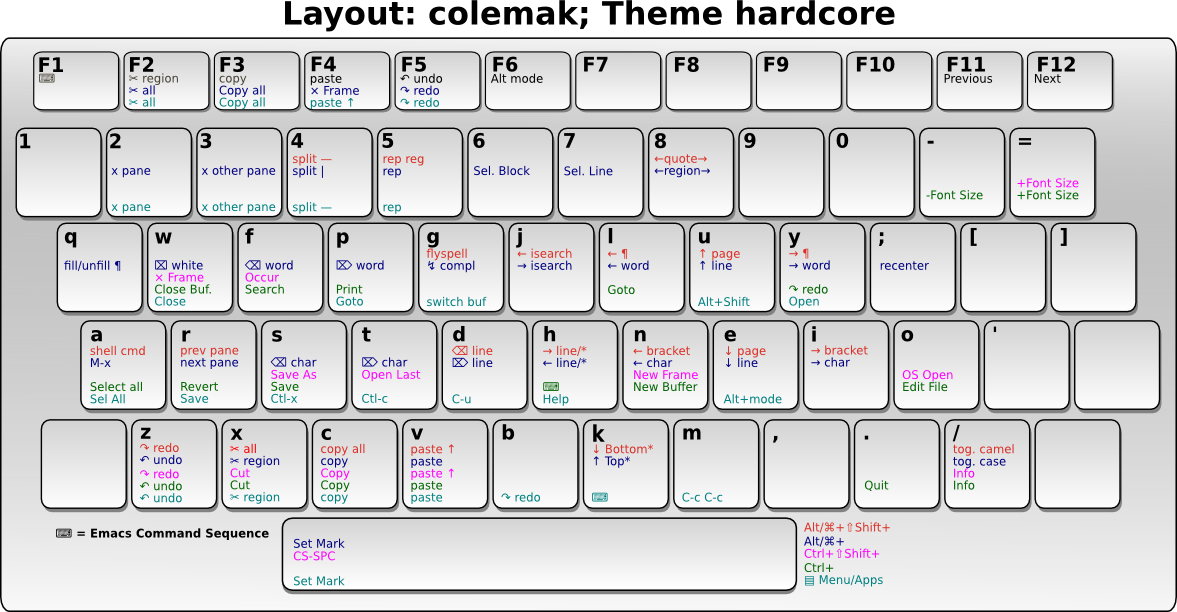 Layout: colemak; Theme hardcore
F1
⌨
F2
✂ region
✂ all
✂ all
F3
copy
Copy all
Copy all
F4
paste
× Frame
paste ↑
F5
↶ undo
↷ redo
↷ redo
F6
Alt mode
F7
F8
F9
F10
F11
Previous
F12
Next
1
2
x pane
x pane
3
x other pane
x other pane
4
split —
split |
split —
5
rep reg
rep
rep
6
Sel. Block
7
Sel. Line
8
←quote→
←region→
9
0
-
-Font Size
=
+Font Size
+Font Size
q
fill/unfill ¶
w
⌧ white
× Frame
Close Buf.
Close
f
⌫ word
Occur
Search
p
⌦ word
Print
Goto
g
flyspell
↯ compl
switch buf
j
← isearch
→ isearch
l
← ¶
← word
Goto
u
↑ page
↑ line
Alt+Shift
y
→ ¶
→ word
↷ redo
Open
;
recenter
[
]
a
shell cmd
M-x
Select all
Sel All
r
prev pane
next pane
Revert
Save
s
⌫ char
Save As
Save
Ctl-x
t
⌦ char
Open Last
Ctl-c
d
⌫ line
⌦ line
C-u
h
→ line/*
← line/*
⌨
Help
n
← bracket
← char
New Frame
New Buffer
e
↓ page
↓ line
Alt+mode
i
→ bracket
→ char
o
OS Open
Edit File
'
z
↷ redo
↶ undo
↷ redo
↶ undo
↶ undo
x
✂ all
✂ region
Cut
Cut
✂ region
c
copy all
copy
Copy
Copy
copy
v
paste ↑
paste
paste ↑
paste
paste
b
↷ redo
k
↓ Bottom*
↑ Top*
⌨
m
C-c C-c
,
.
Quit
/
tog. camel
tog. case
Info
Info
⌨ = Emacs Command Sequence
Set Mark
CS-SPC
Set Mark
Alt/⌘+⇧Shift+
Alt/⌘+
Ctrl+⇧Shift+
Ctrl+
▤ Menu/Apps